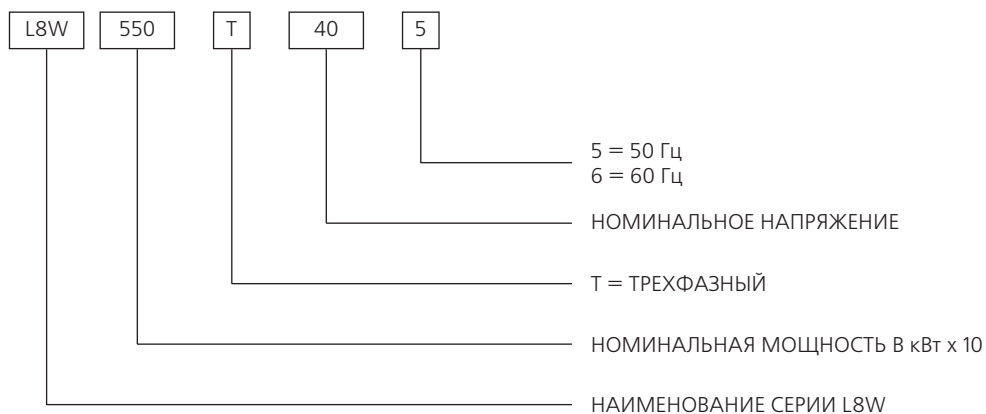 L8W 550 T 40 5
5 = 50 Гц
6 = 60 Гц
НОМИНАЛЬНОЕ НАПРЯЖЕНИЕ
T = ТРЕХФАЗНЫЙ
НОМИНАЛЬНАЯ МОЩНОСТЬ В кВт x 10
НАИМЕНОВАНИЕ СЕРИИ L8W